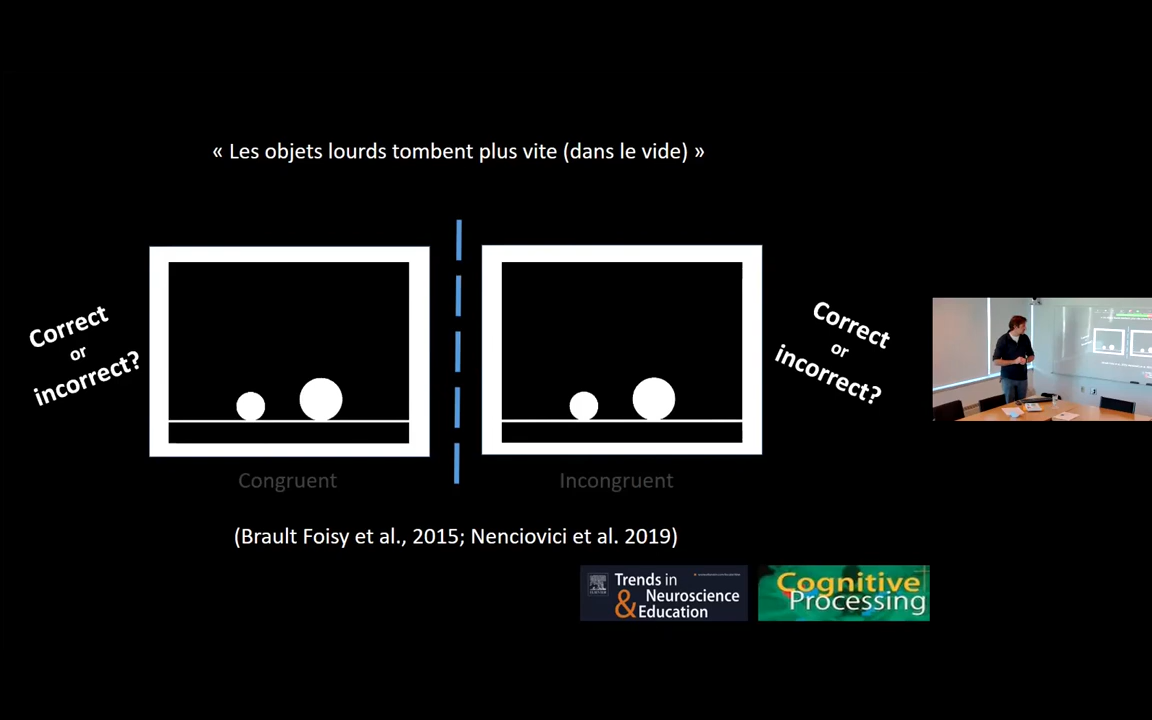 « Les objets lourds tombent plus vite (dans le vide) »
Correct
or
incorrect?
Correct
or
incorrect?
Congruent
Incongruent
(Brault Foisy et al., 2015; Nenciovici et al. 2019)
Trends in
Neuroscience
& Education
Cognitive
Processing